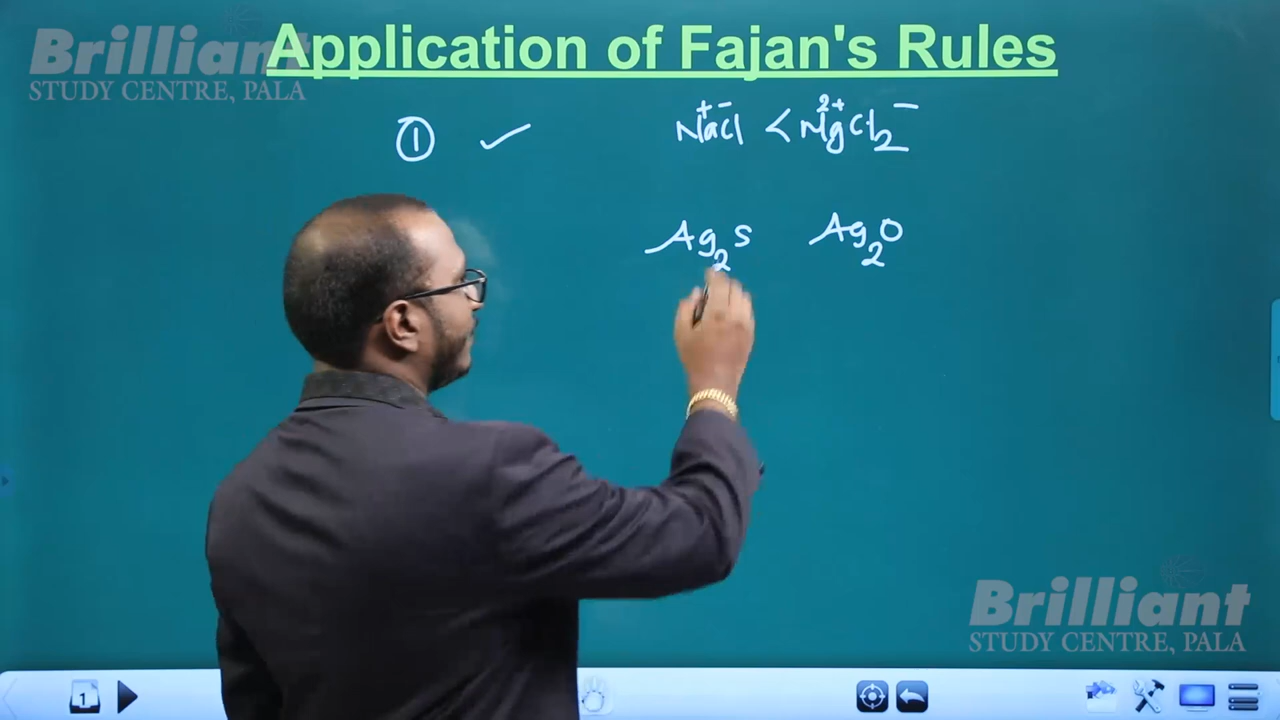 Brilliant
STUDY CENTRE, PALA
Application of Fajan's Rules
① ✓ Na⁺Cl⁻ < Mg²⁺Cl₂⁻
Ag₂S Ag₂O
Brilliant
STUDY CENTRE, PALA
1